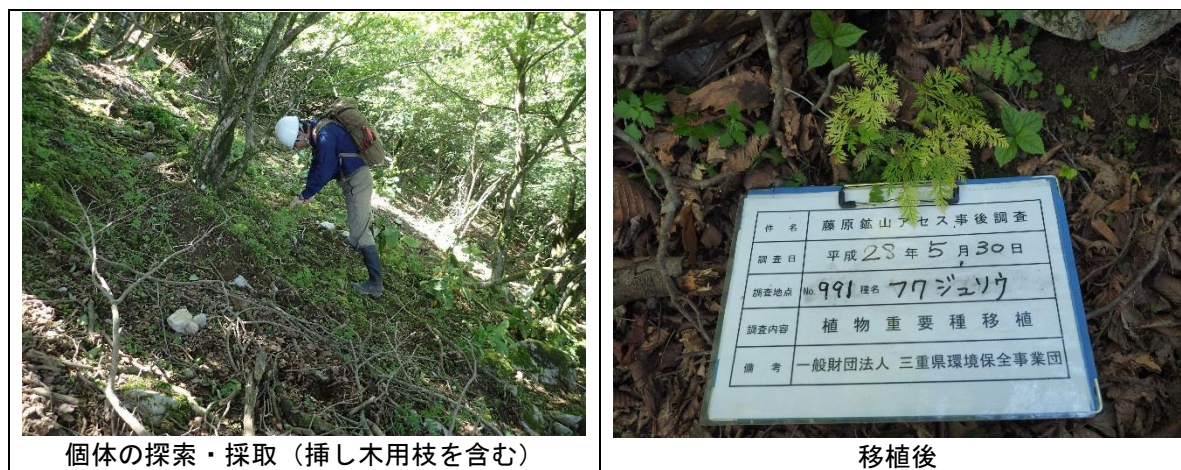 件 名 藤原鉱山アセス事後調査
調査日 平成 28 年 5 月 30 日
調査地点 No. 991 種名 フクジュソウ
調査内容 植物重要種移植
備 考 一般財団法人 三重県環境保全事業団
個体の探索・採取（挿し木用枝を含む）
移植後